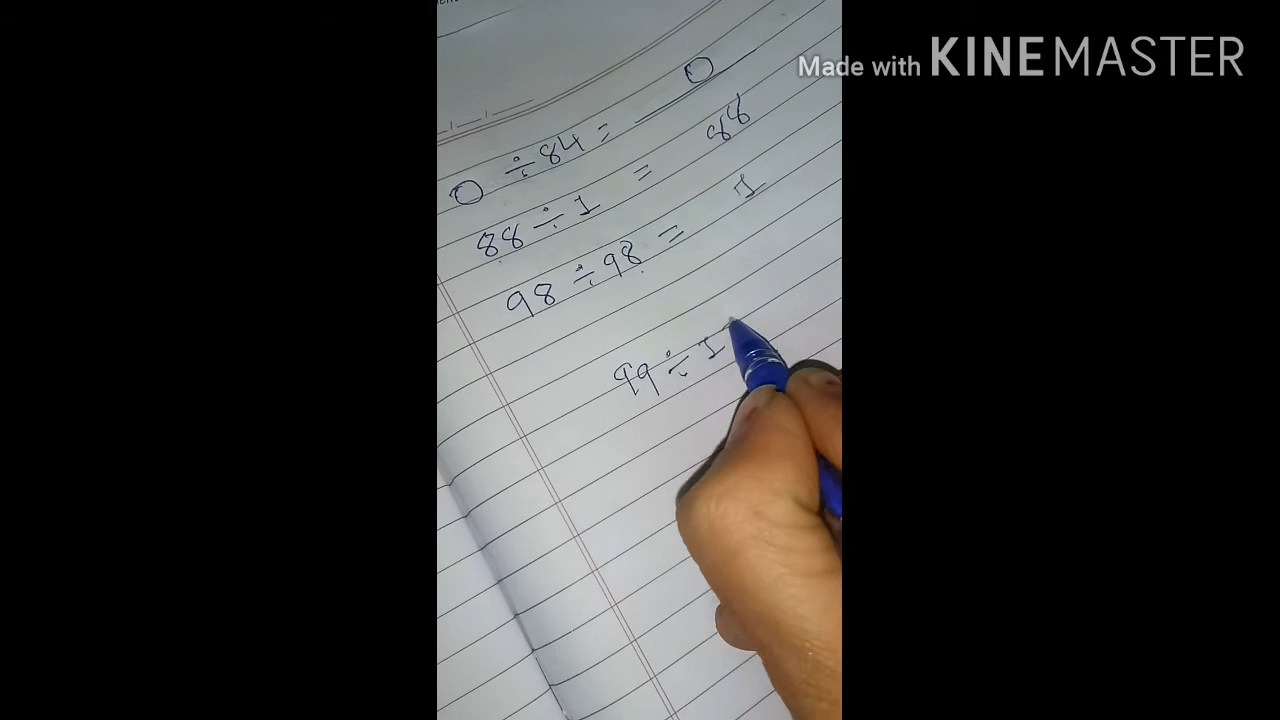 Made with KINEMASTER
0 ÷ 84 = 0
88 ÷ 1 = 88
98 ÷ 98 = 1
99 ÷ 1